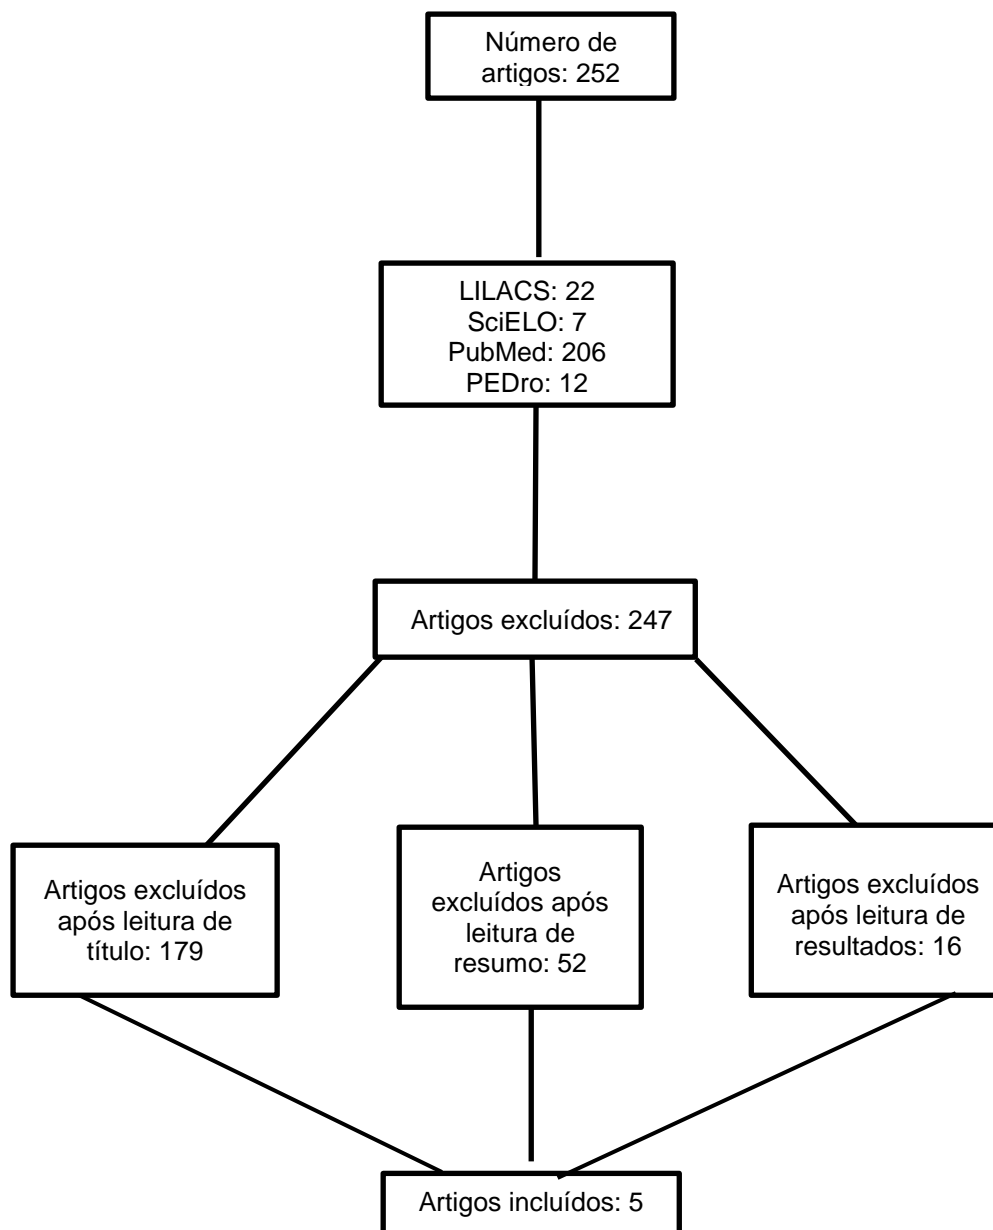 Número de
artigos: 252
LILACS: 22
SciELO: 7
PubMed: 206
PEDro: 12
Artigos excluídos: 247
Artigos excluídos
após leitura de
título: 179
Artigos
excluídos após
leitura de
resumo: 52
Artigos excluídos
após leitura de
resultados: 16
Artigos incluídos: 5